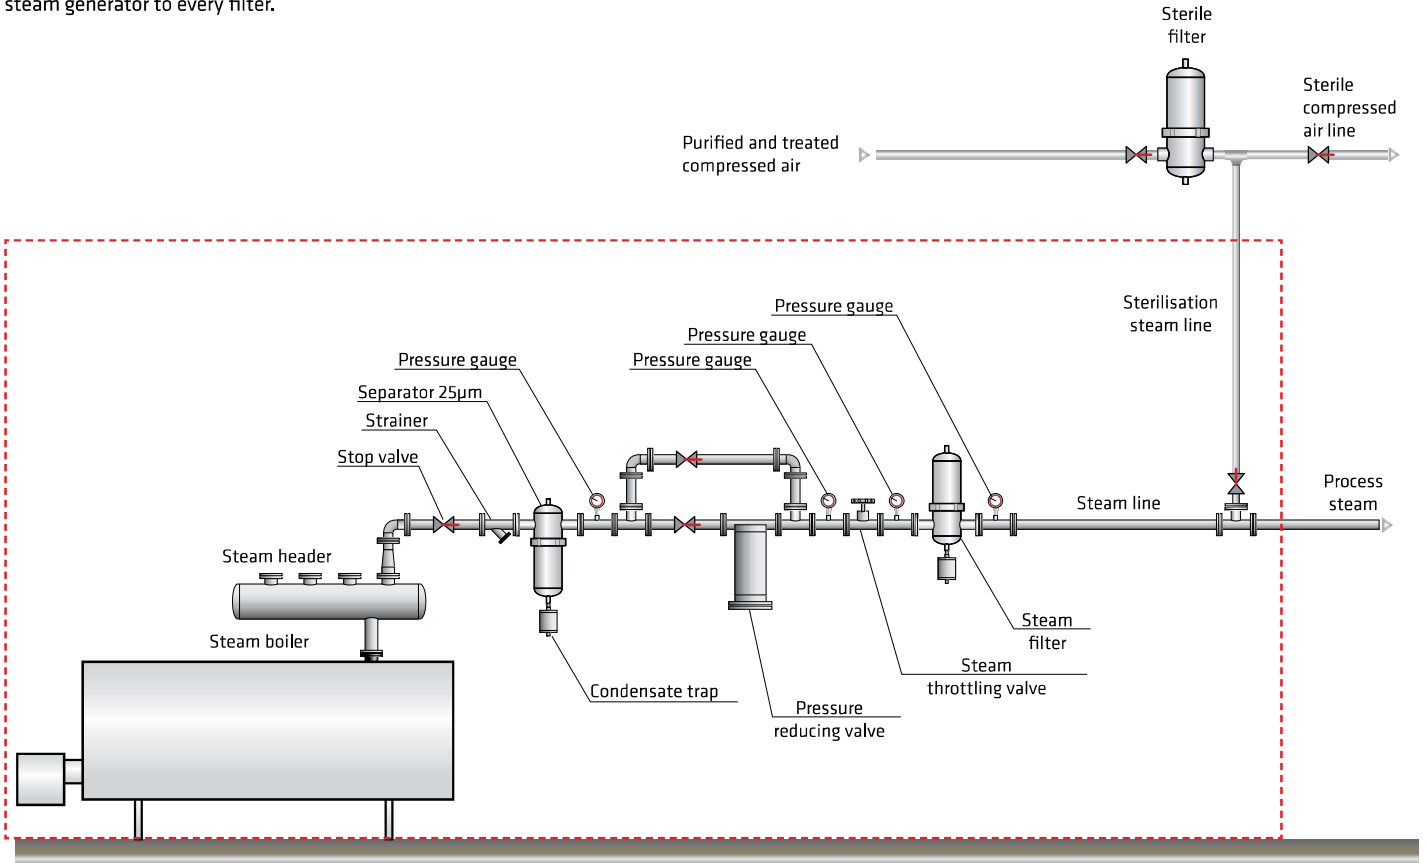 steam generator to every filter.
Sterile
filter
Sterile
compressed
air line
Purified and treated
compressed air
Sterilisation
steam line
Pressure gauge
Pressure gauge
Pressure gauge
Pressure gauge
Separator 25µm
Strainer
Stop valve
Process
steam
Steam line
Steam header
Steam boiler
Steam
filter
Steam
throttling valve
Condensate trap
Pressure
reducing valve